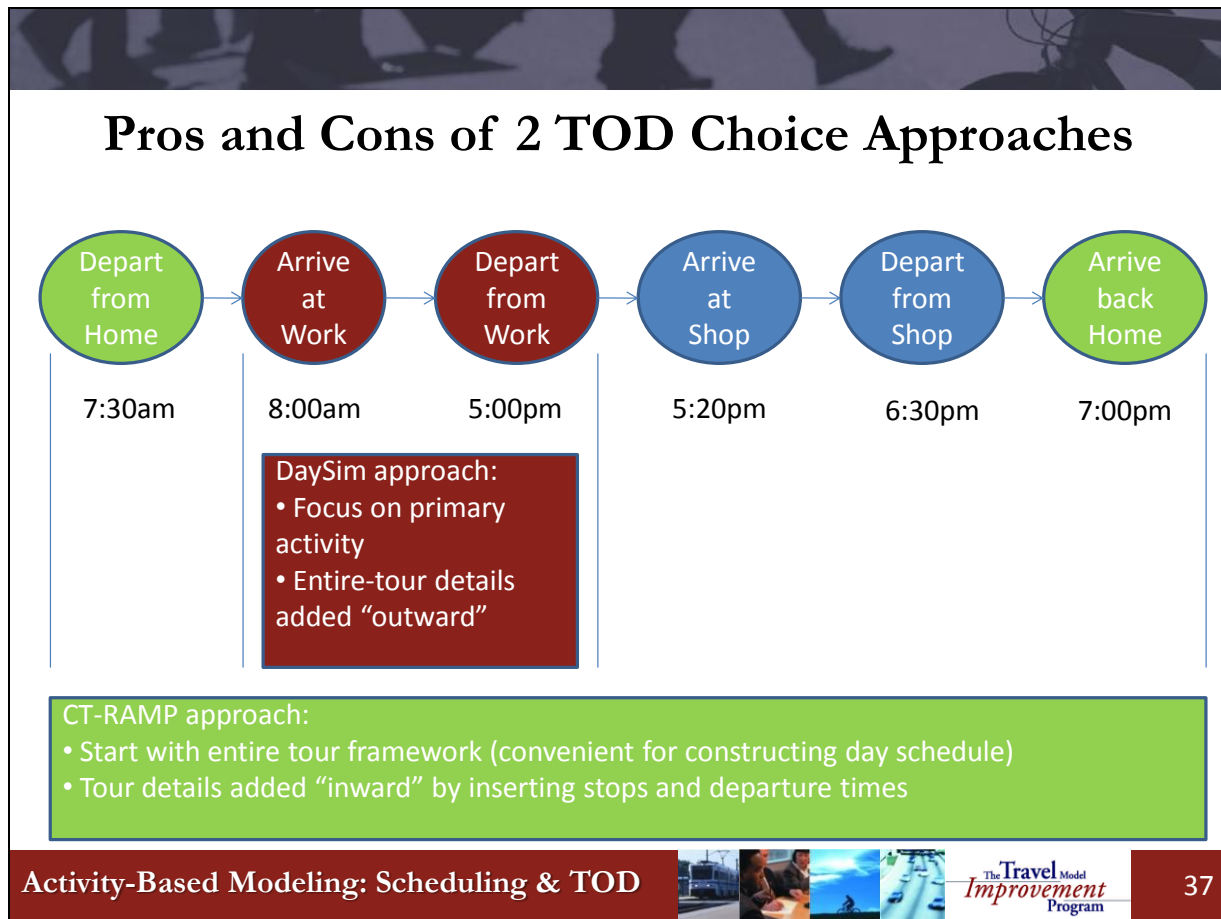 Pros and Cons of 2 TOD Choice Approaches
Depart
from
Home
Arrive
at
Work
Depart
from
Work
Arrive
at
Shop
Depart
from
Shop
Arrive
back
Home
7:30am
8:00am
5:00pm
5:20pm
6:30pm
7:00pm
DaySim approach:
• Focus on primary
activity
• Entire-tour details
added “outward”
CT-RAMP approach:
• Start with entire tour framework (convenient for constructing day schedule)
• Tour details added “inward” by inserting stops and departure times
Activity-Based Modeling: Scheduling & TOD
The Travel Model
Improvement
Program
37